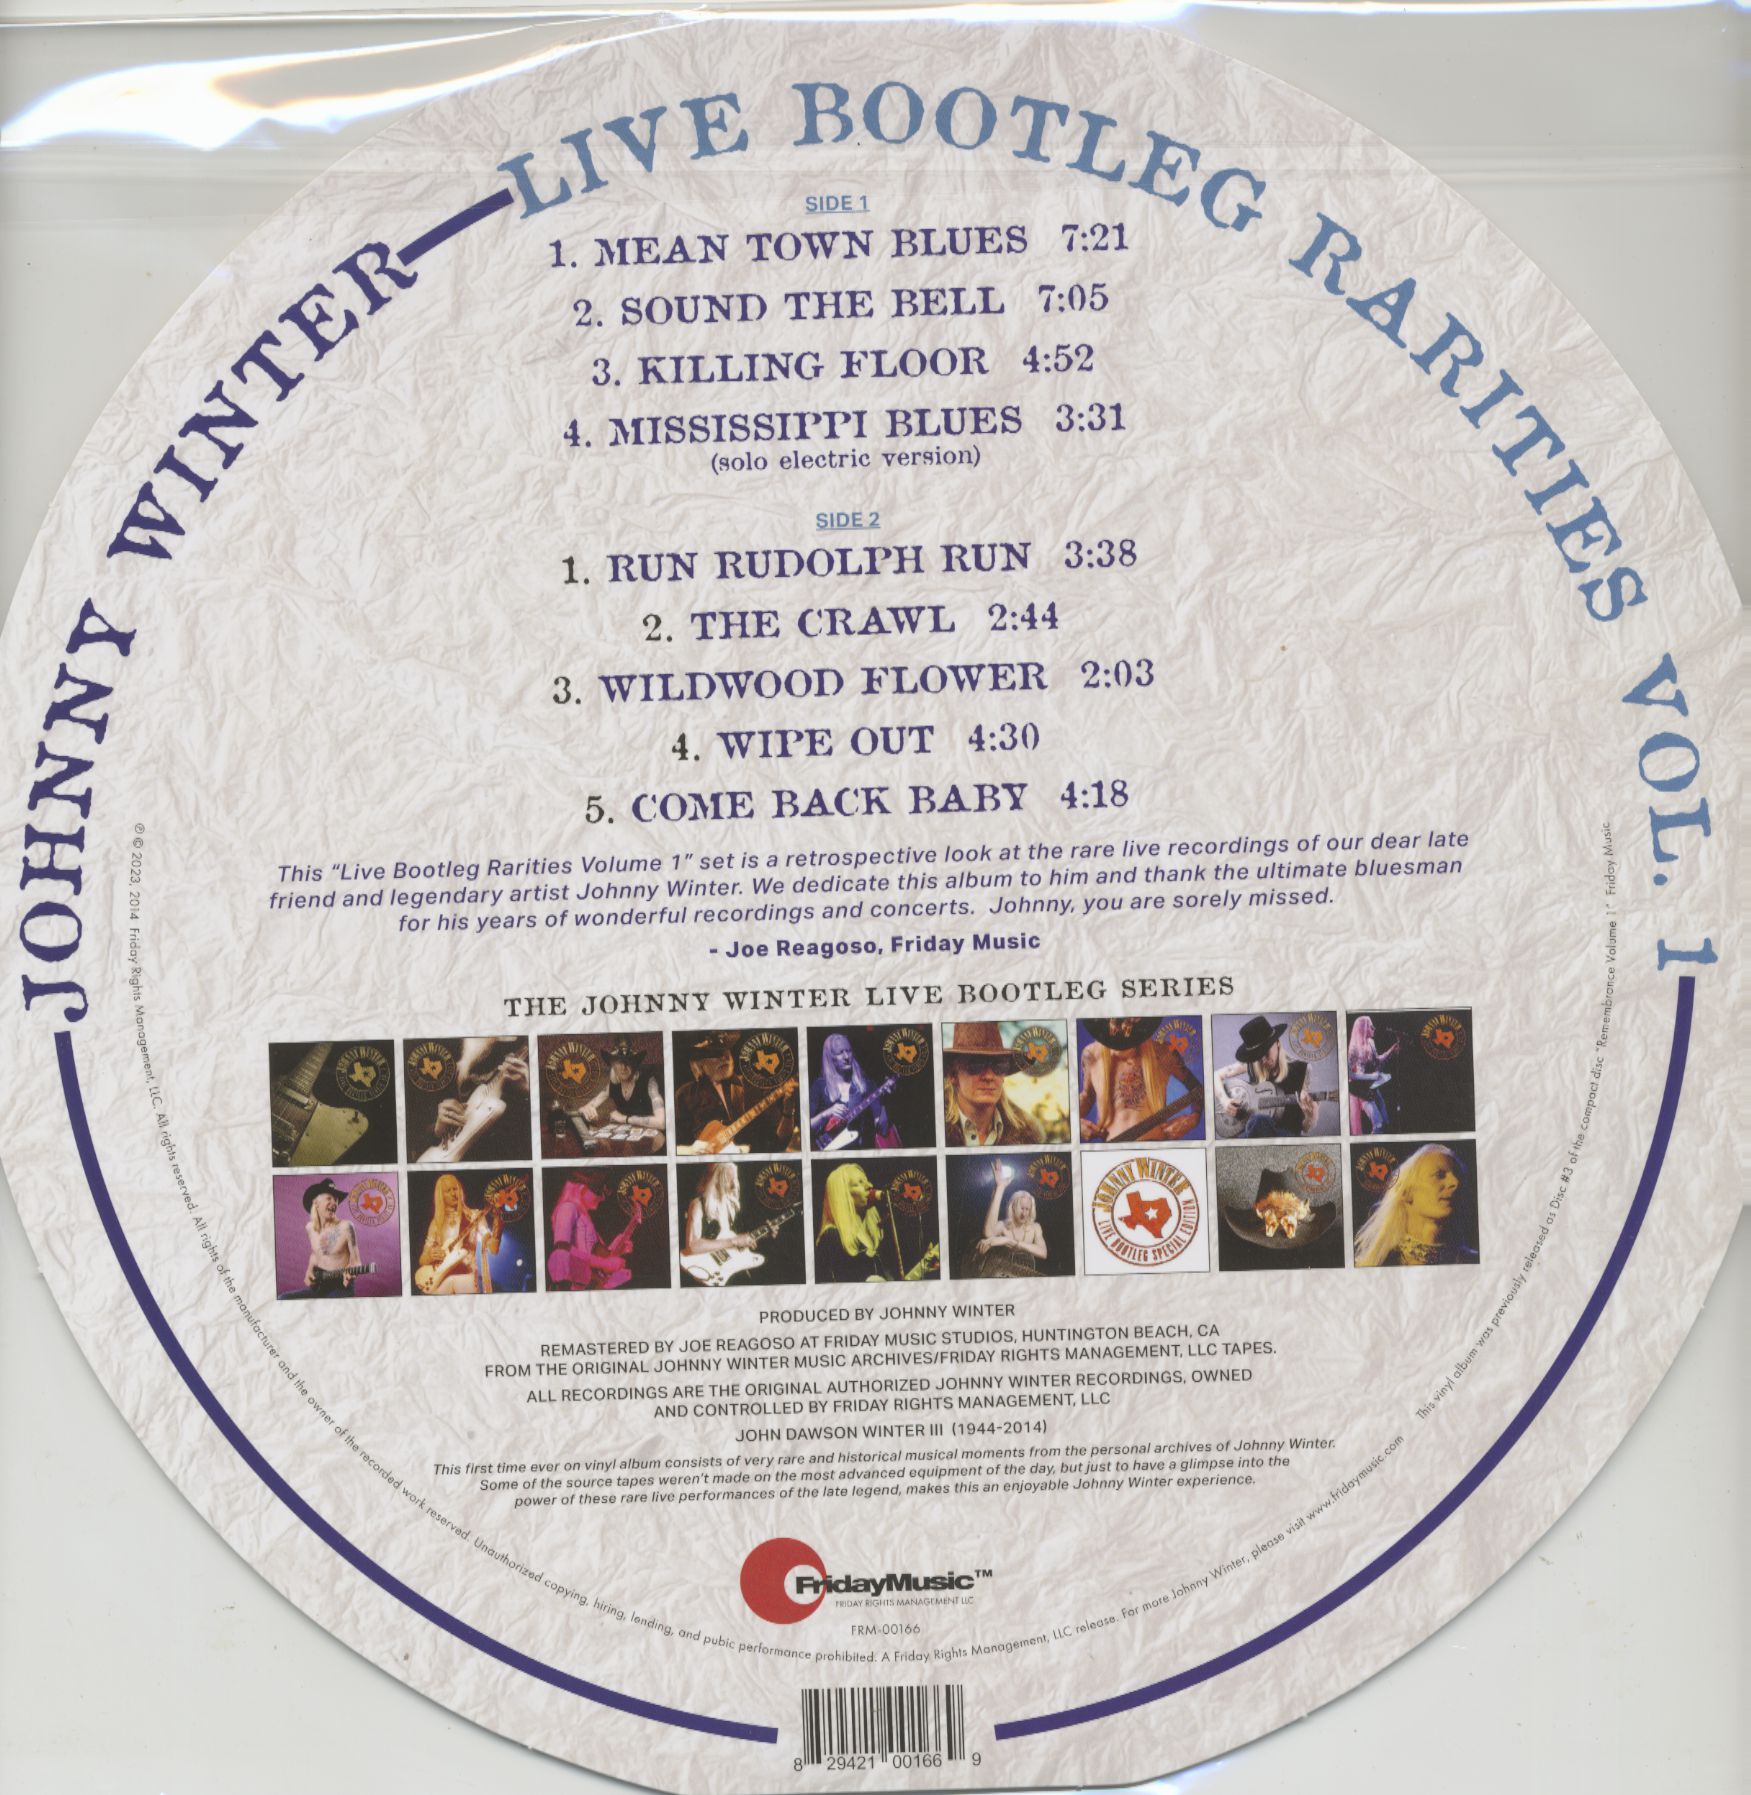 JOHNNY WINTER—LIVE BOOTLEG RARITIES VOL. 1
SIDE 1
1. MEAN TOWN BLUES 7:21
2. SOUND THE BELL 7:05
3. KILLING FLOOR 4:52
4. MISSISSIPPI BLUES 3:31
(solo electric version)
SIDE 2
1. RUN RUDOLPH RUN 3:38
2. THE CRAWL 2:44
3. WILDWOOD FLOWER 2:03
4. WIPE OUT 4:30
5. COME BACK BABY 4:18
This “Live Bootleg Rarities Volume 1” set is a retrospective look at the rare live recordings of our dear late
friend and legendary artist Johnny Winter. We dedicate this album to him and thank the ultimate bluesman
for his years of wonderful recordings and concerts. Johnny, you are sorely missed.
- Joe Reagoso, Friday Music
THE JOHNNY WINTER LIVE BOOTLEG SERIES
JOHNNY WINTER
LIVE BOOTLEG SPECIAL EDITION
PRODUCED BY JOHNNY WINTER
REMASTERED BY JOE REAGOSO AT FRIDAY MUSIC STUDIOS, HUNTINGTON BEACH, CA
FROM THE ORIGINAL JOHNNY WINTER MUSIC ARCHIVES/FRIDAY RIGHTS MANAGEMENT, LLC TAPES.
ALL RECORDINGS ARE THE ORIGINAL AUTHORIZED JOHNNY WINTER RECORDINGS, OWNED
AND CONTROLLED BY FRIDAY RIGHTS MANAGEMENT, LLC
JOHN DAWSON WINTER III (1944-2014)
This first time ever on vinyl album consists of very rare and historical musical moments from the personal archives of Johnny Winter.
Some of the source tapes weren't made on the most advanced equipment of the day, but just to have a glimpse into the
power of these rare live performances of the late legend, makes this an enjoyable Johnny Winter experience.
FridayMusic™
FRIDAY RIGHTS MANAGEMENT LLC
FRM-00166
℗ © 2023, 2014 Friday Rights Management, LLC. All rights reserved. All rights of the manufacturer and the owner of the recorded work reserved. Unauthorized copying, hiring, lending, and pubic performance prohibited. A Friday Rights Management, LLC release. For more Johnny Winter, please visit www.fridaymusic.com
This vinyl album was previously released as Disc #3 of the compact disc "Remembrance Volume 1" Friday Music
8 29421 00166 9